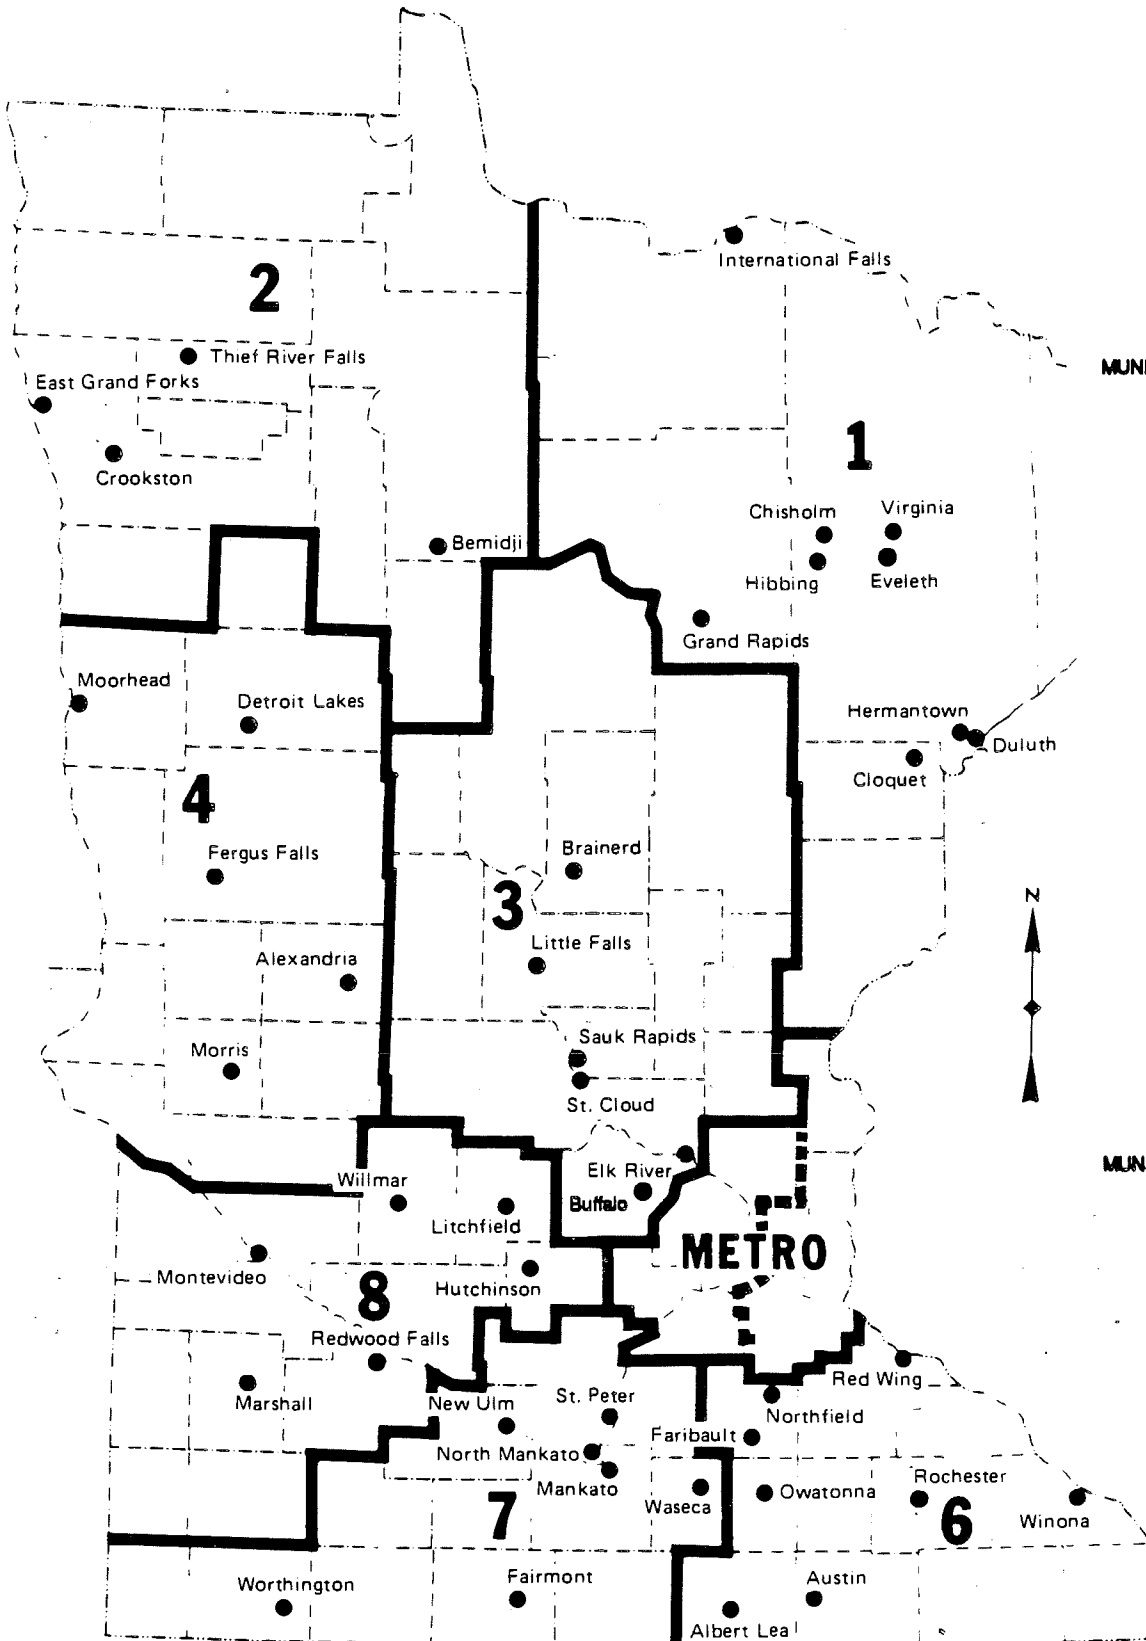 International Falls
2
Thief River Falls
MUNI
East Grand Forks
Crookston
1
Chisholm
Virginia
Bemidji
Hibbing
Eveleth
Grand Rapids
Moorhead
Detroit Lakes
Hermantown
Duluth
Cloquet
4
Fergus Falls
Brainerd
3
N
Little Falls
Alexandria
Sauk Rapids
Morris
St. Cloud
MUN
Elk River
Willmar
Buffalo
Litchfield
METRO
Montevideo
Hutchinson
8
Redwood Falls
Red Wing
Marshall
St. Peter
New Ulm
Northfield
Faribault
North Mankato
Mankato
Rochester
Owatonna
Waseca
7
6
Winona
Worthington
Fairmont
Austin
Albert Lea